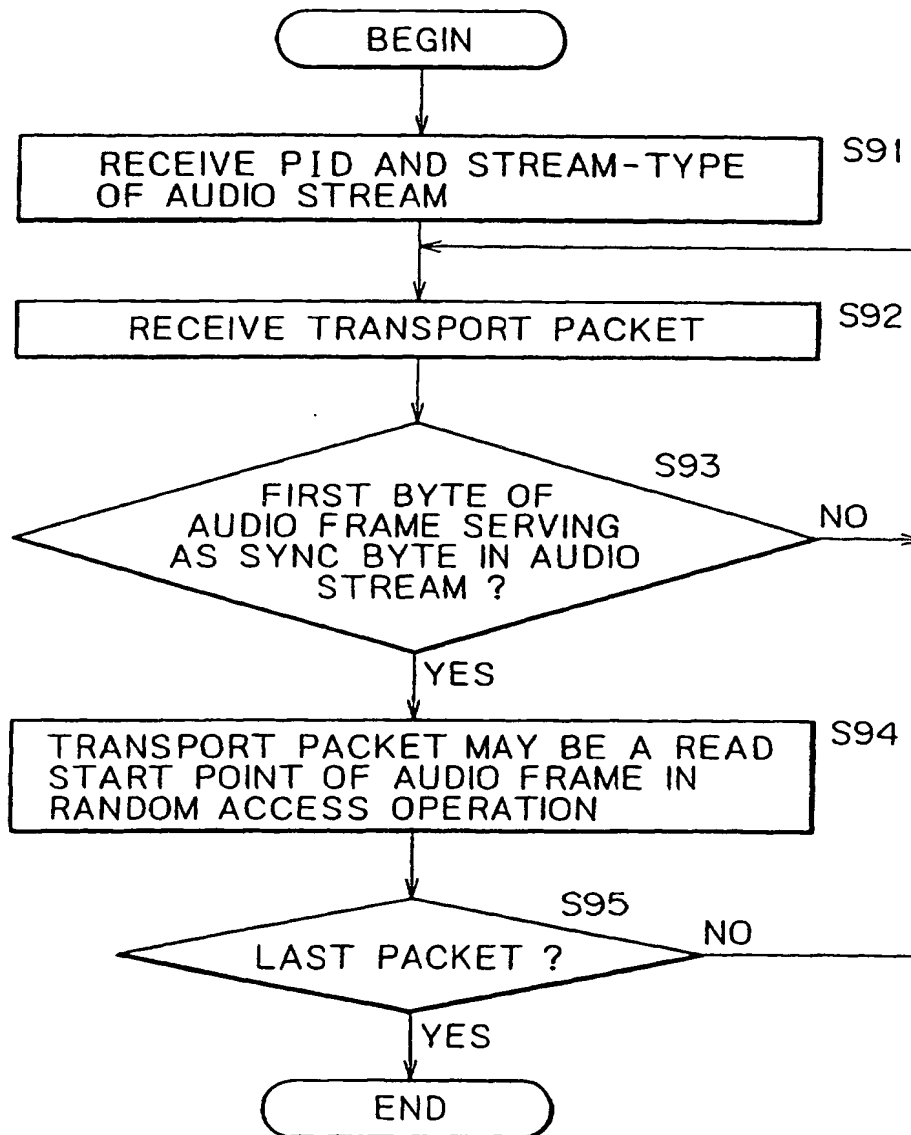 BEGIN
RECEIVE PID AND STREAM-TYPE
OF AUDIO STREAM
S91
RECEIVE TRANSPORT PACKET
S92
S93
FIRST BYTE OF
AUDIO FRAME SERVING
AS SYNC BYTE IN AUDIO
STREAM ?
NO
YES
TRANSPORT PACKET MAY BE A READ
START POINT OF AUDIO FRAME IN
RANDOM ACCESS OPERATION
S94
S95
LAST PACKET ?
NO
YES
END